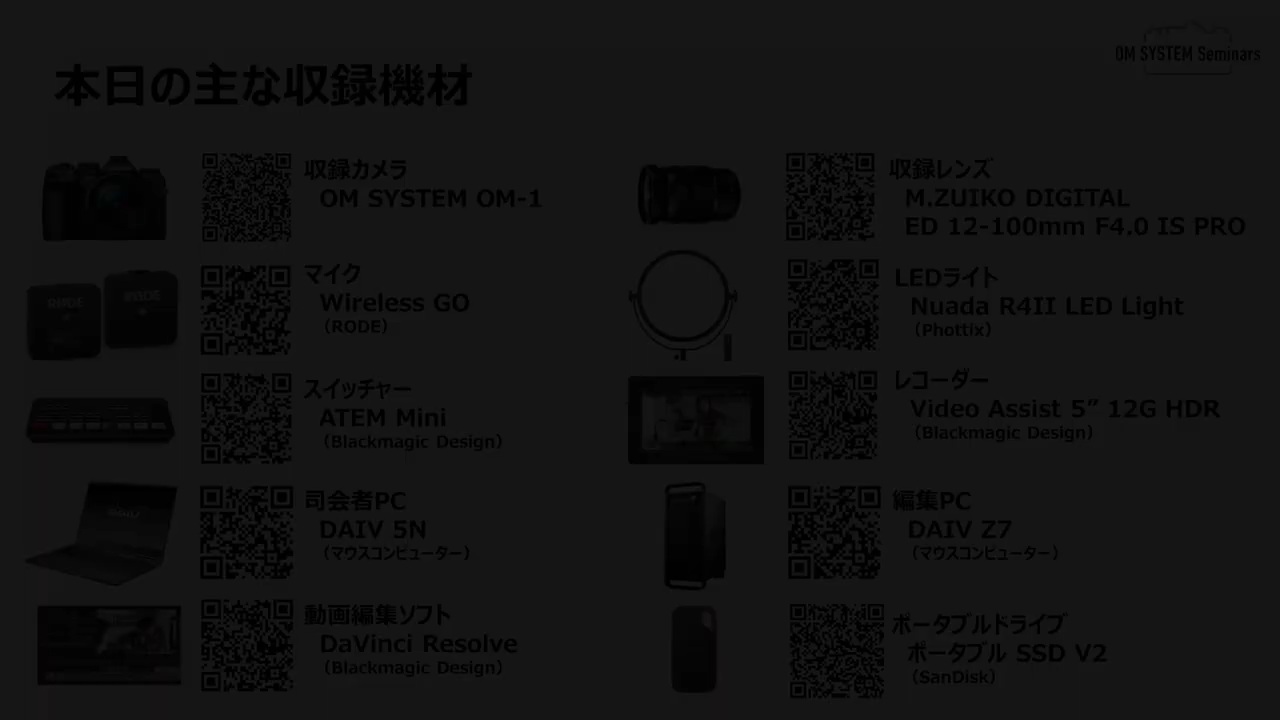 OM SYSTEM Seminars
本日の主な収録機材
収録カメラ
OM SYSTEM OM-1
マイク
Wireless GO
（RODE）
スイッチャー
ATEM Mini
（Blackmagic Design）
司会者PC
DAIV 5N
（マウスコンピューター）
動画編集ソフト
DaVinci Resolve
（Blackmagic Design）
収録レンズ
M.ZUIKO DIGITAL
ED 12-100mm F4.0 IS PRO
LEDライト
Nuada R4II LED Light
（Phottix）
レコーダー
Video Assist 5” 12G HDR
（Blackmagic Design）
編集PC
DAIV Z7
（マウスコンピューター）
ポータブルドライブ
ポータブル SSD V2
（SanDisk）
RODE
RODE
DAIV